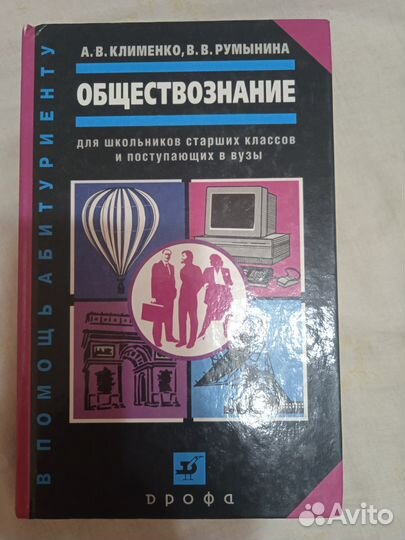 А. В. КЛИМЕНКО, В. В. РУМЫНИНА
ОБЩЕСТВОЗНАНИЕ
ДЛЯ ШКОЛЬНИКОВ СТАРШИХ КЛАССОВ
И ПОСТУПАЮЩИХ В ВУЗЫ
В ПОМОЩЬ АБИТУРИЕНТУ
ДРОФА
Avito